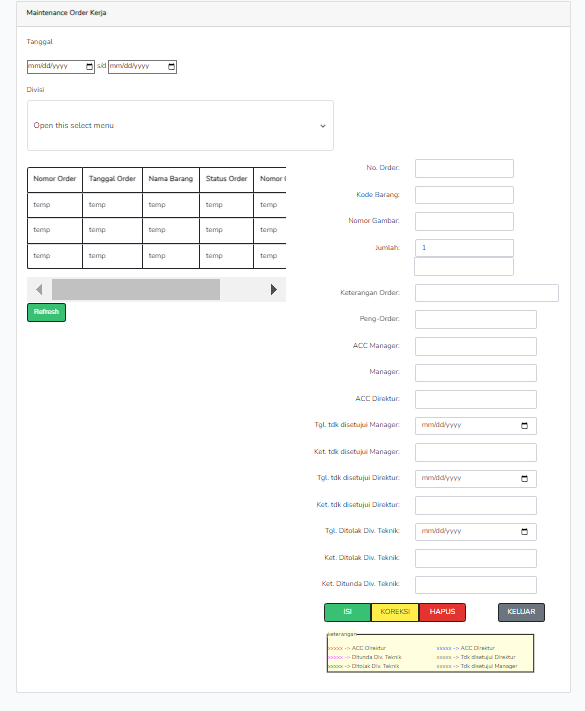 Maintenance Order Kerja
Tanggal
mm/dd/yyyy s/d mm/dd/yyyy
Divisi
Open this select menu
Nomor Order Tanggal Order Nama Barang Status Order Nomor
temp temp temp temp temp
temp temp temp temp temp
temp temp temp temp temp
Refresh
No. Order:
Kode Barang:
Nomor Gambar:
Jumlah: 1
Keterangan Order:
Peng-Order:
ACC Manager:
Manager:
ACC Direktur:
Tgl. tdk disetujui Manager: mm/dd/yyyy
Ket. tdk disetujui Manager:
Tgl. tdk disetujui Direktur: mm/dd/yyyy
Ket. tdk disetujui Direktur:
Tgl. Ditolak Div. Teknik: mm/dd/yyyy
Ket. Ditolak Div. Teknik:
Ket. Ditunda Div. Teknik:
ISI KOREKSI HAPUS KELUAR
keterangan
xxxxx -> ACC Direktur xxxxx -> ACC Direktur
xxxxx -> Ditunda Div. Teknik xxxxx -> Tdk disetujui Direktur
xxxxx -> Ditolak Div. Teknik xxxxx -> Tdk disetujui Manager